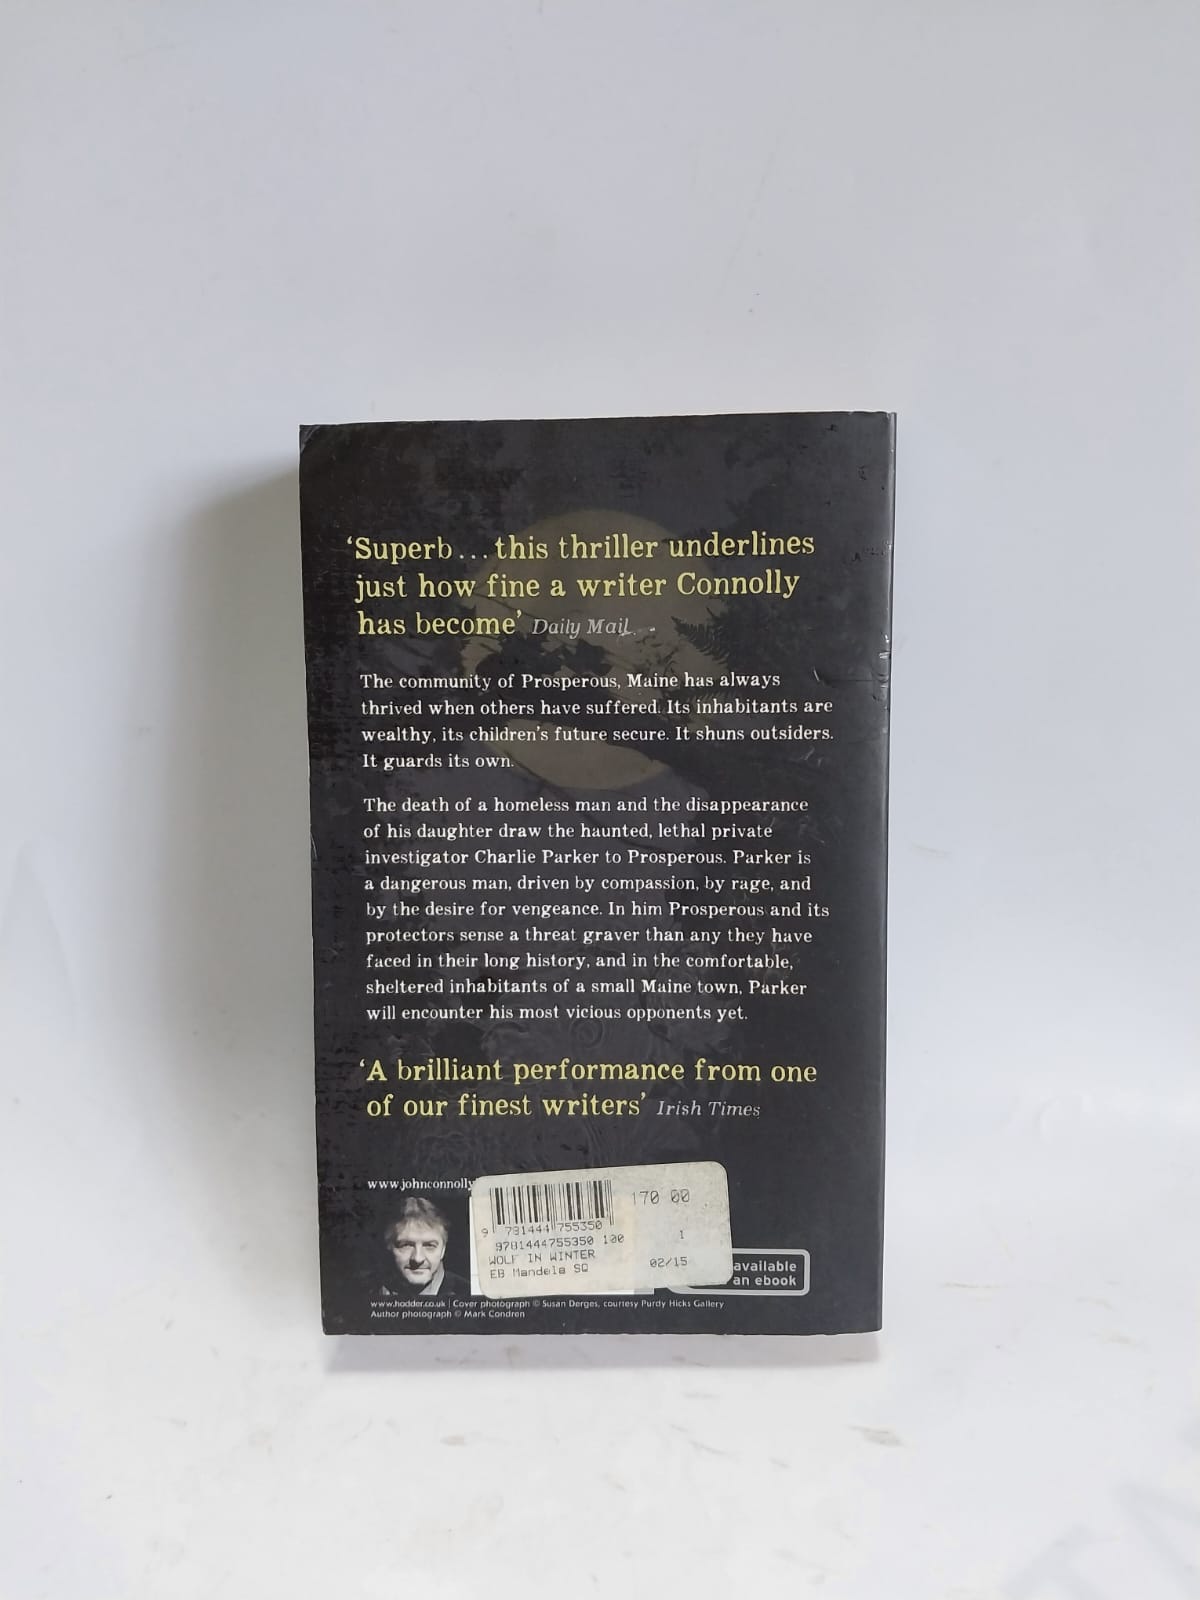 ‘Superb... this thriller underlines
just how fine a writer Connolly
has become’ Daily Mail
The community of Prosperous, Maine has always
thrived when others have suffered. Its inhabitants are
wealthy, its children's future secure. It shuns outsiders.
It guards its own.
The death of a homeless man and the disappearance
of his daughter draw the haunted, lethal private
investigator Charlie Parker to Prosperous. Parker is
a dangerous man, driven by compassion, by rage, and
by the desire for vengeance. In him Prosperous and its
protectors sense a threat graver than any they have
faced in their long history, and in the comfortable,
sheltered inhabitants of a small Maine town, Parker
will encounter his most vicious opponents yet.
‘A brilliant performance from one
of our finest writers’ Irish Times
www.johnconnolly
170 00
9 781444 755350
9781444755350 100 1
WOLF IN WINTER
EB Mandela SQ 02/15
available
an ebook
www.hodder.co.uk | Cover photograph © Susan Derges, courtesy Purdy Hicks Gallery
Author photograph © Mark Condren